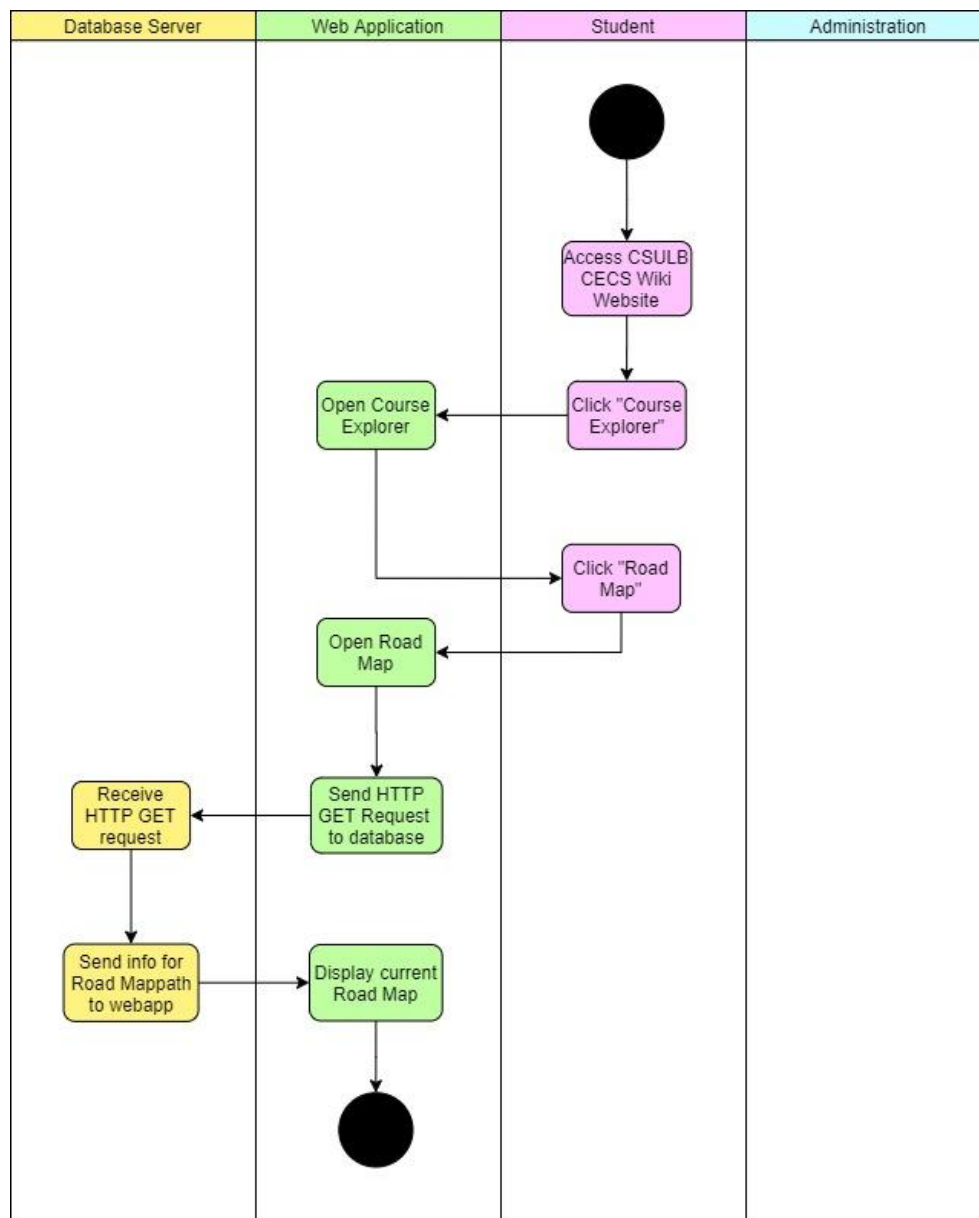 Database Server
Web Application
Student
Administration
Access CSULB
CECS Wiki
Website
Click "Course
Explorer"
Open Course
Explorer
Click "Road
Map"
Open Road
Map
Send HTTP
GET Request
to database
Receive
HTTP GET
request
Send info for
Road Mappath
to webapp
Display current
Road Map